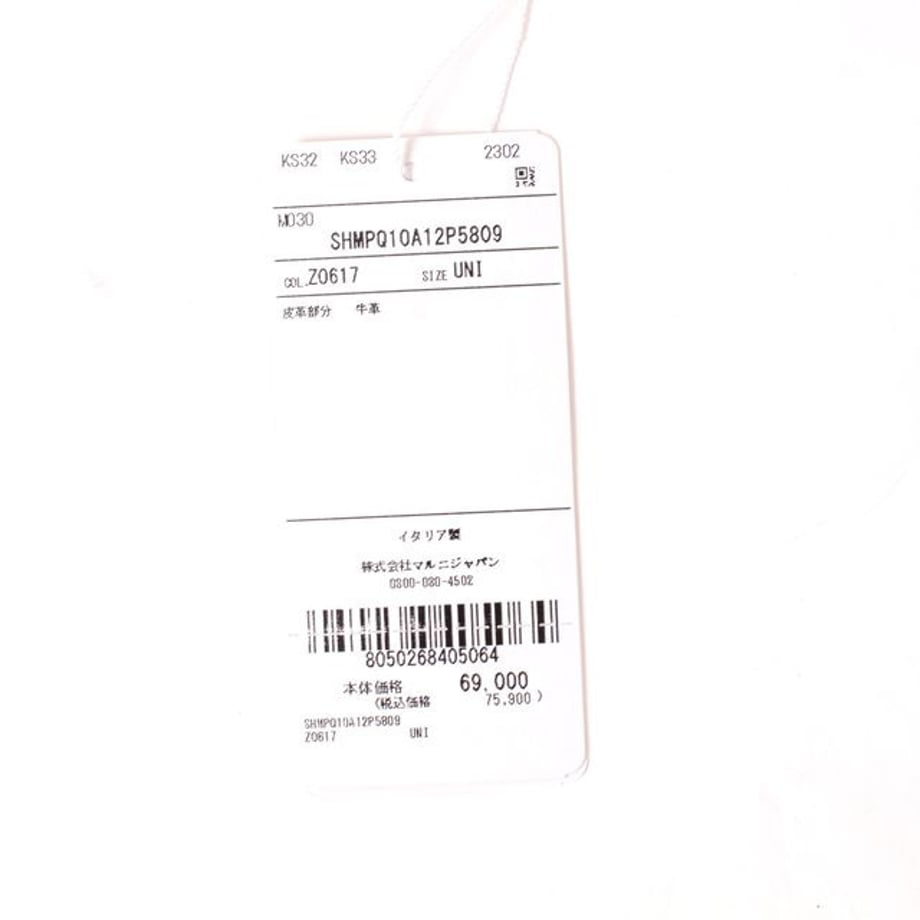 KS32 KS33 2302
M030
SHMPQ10A12P5809
COL.Z0617 SIZE UNI
皮革部分 牛革
イタリア製
株式会社マルニジャパン
0800-080-4502
8050268405064
本体価格 69,000
(税込価格 75,900 )
SHMPQ10A12P5809
Z0617 UNI